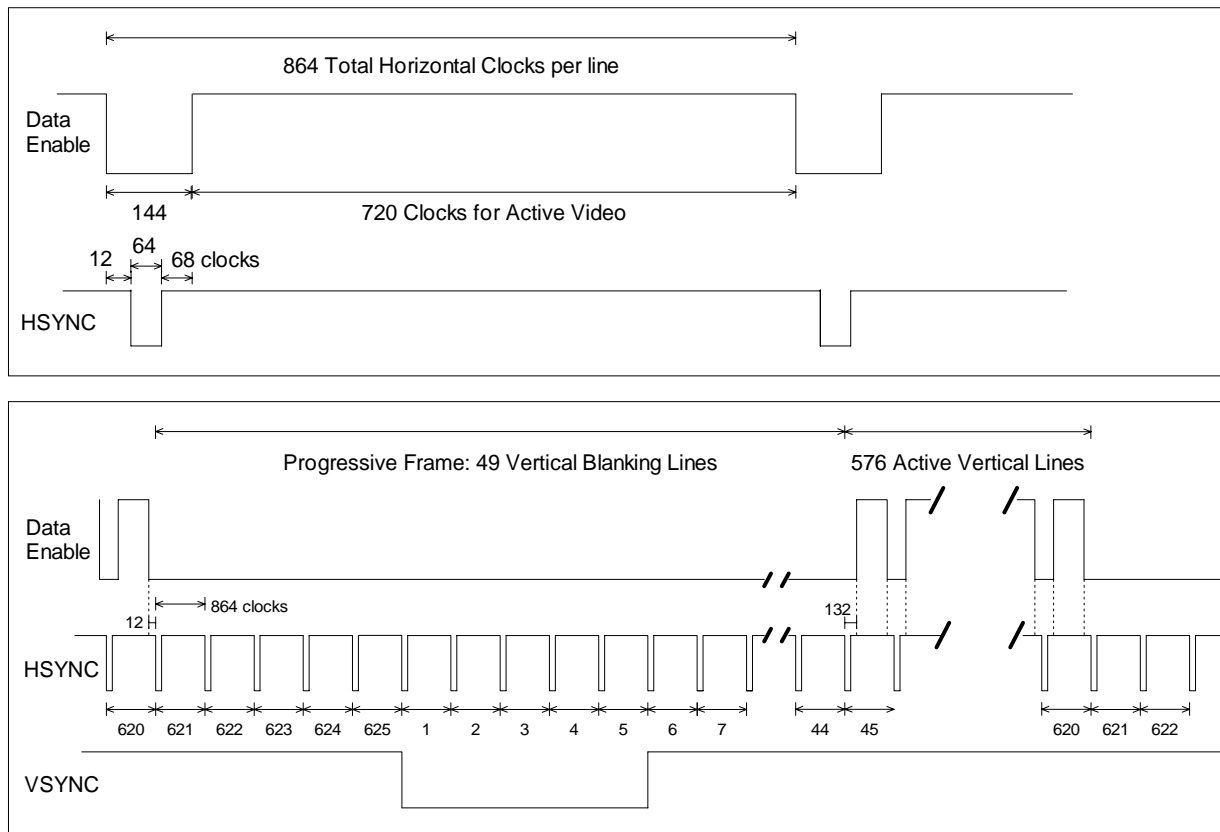 864 Total Horizontal Clocks per line
Data
Enable
144
720 Clocks for Active Video
64
12
68 clocks
HSYNC
Progressive Frame: 49 Vertical Blanking Lines
576 Active Vertical Lines
Data
Enable
864 clocks
12
132
HSYNC
620 621 622 623 624 625 1 2 3 4 5 6 7 44 45 620 621 622
VSYNC